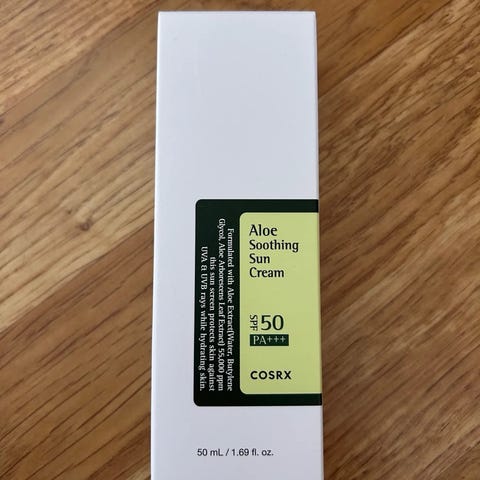 Aloe
Soothing
Sun
Cream
SPF 50
PA+++
COSRX
Formulated with Aloe Extract(Water, Butylene
Glycol, Aloe Arborescens Leaf Extract) 55,000 ppm
this sun screen protects skin against
UVA & UVB rays while hydrating skin.
50 mL / 1.69 fl. oz.